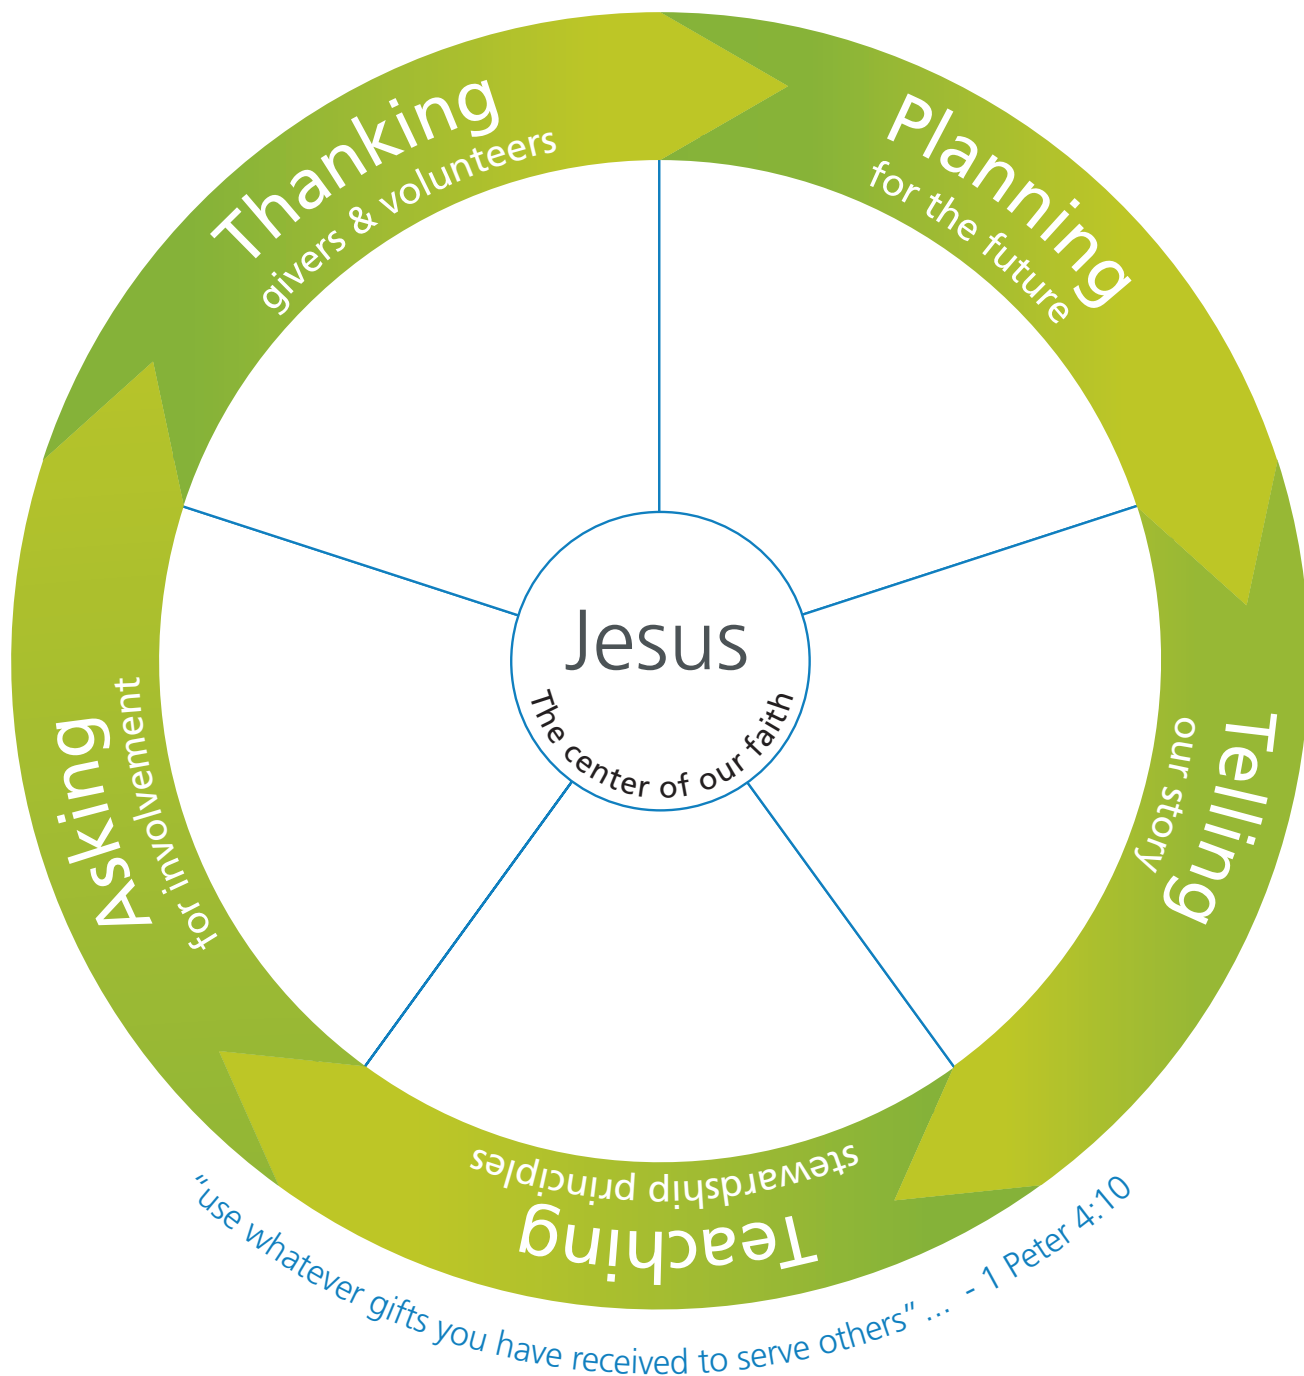 Thanking
givers & volunteers
Planning
for the future
Telling
our story
Teaching
stewardship principles
Asking
for involvement
Jesus
The center of our faith
“use whatever gifts you have received to serve others” ... - 1 Peter 4:10